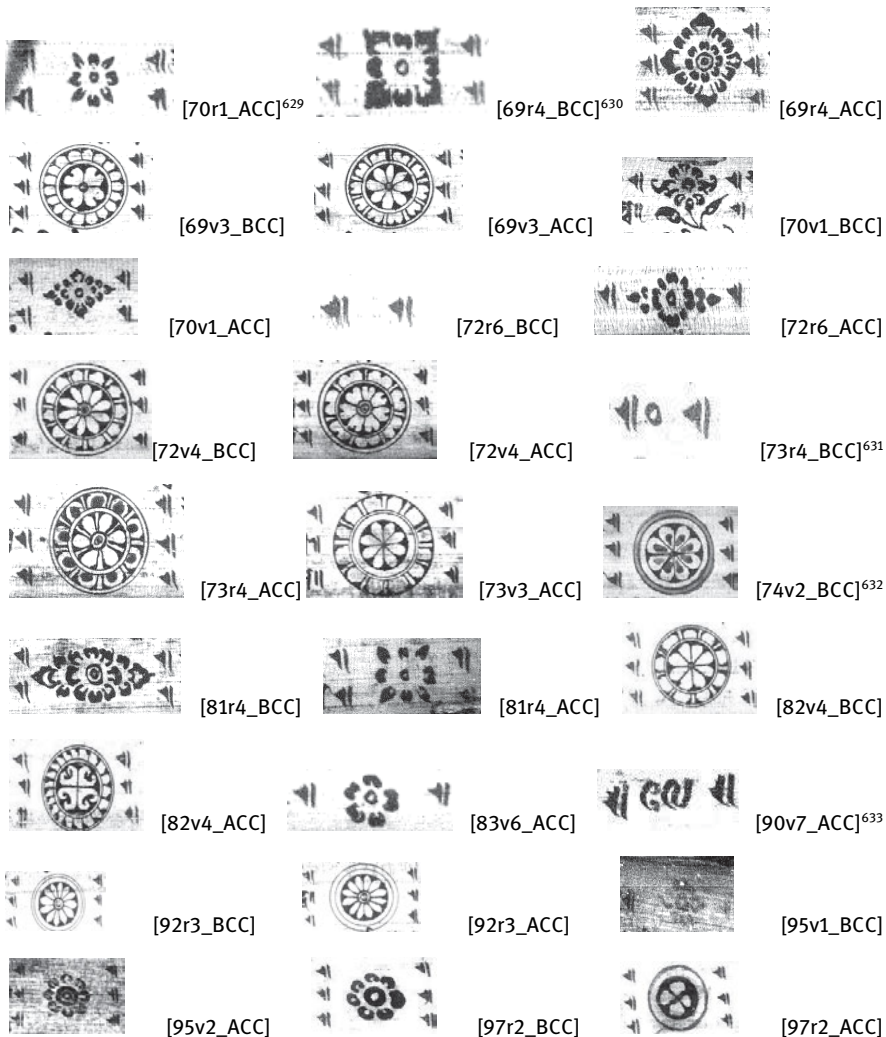 [70r1_ACC]629 [69r4_BCC]630 [69r4_ACC]
[69v3_BCC] [69v3_ACC] [70v1_BCC]
[70v1_ACC] [72r6_BCC] [72r6_ACC]
[72v4_BCC] [72v4_ACC] [73r4_BCC]631
[73r4_ACC] [73v3_ACC] [74v2_BCC]632
[81r4_BCC] [81r4_ACC] [82v4_BCC]
[82v4_ACC] [83v6_ACC] [90v7_ACC]633
[92r3_BCC] [92r3_ACC] [95v1_BCC]
[95v2_ACC] [97r2_BCC] [97r2_ACC]